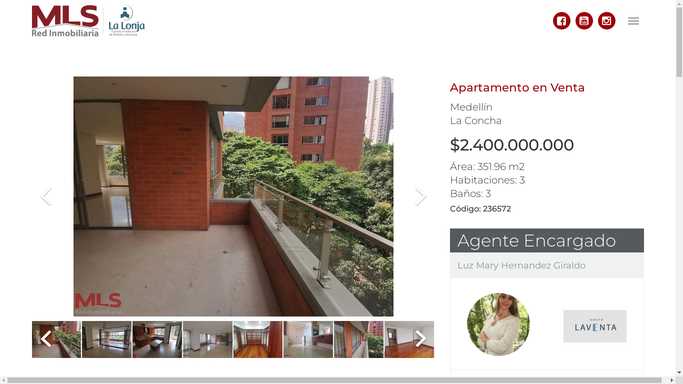 MLS
Red Inmobiliaria
La Lonja
Apartamento en Venta
Medellín
La Concha
$2.400.000.000
Área: 351.96 m2
Habitaciones: 3
Baños: 3
Código: 236572
MLS
Agente Encargado
Luz Mary Hernandez Giraldo
LAVENTA